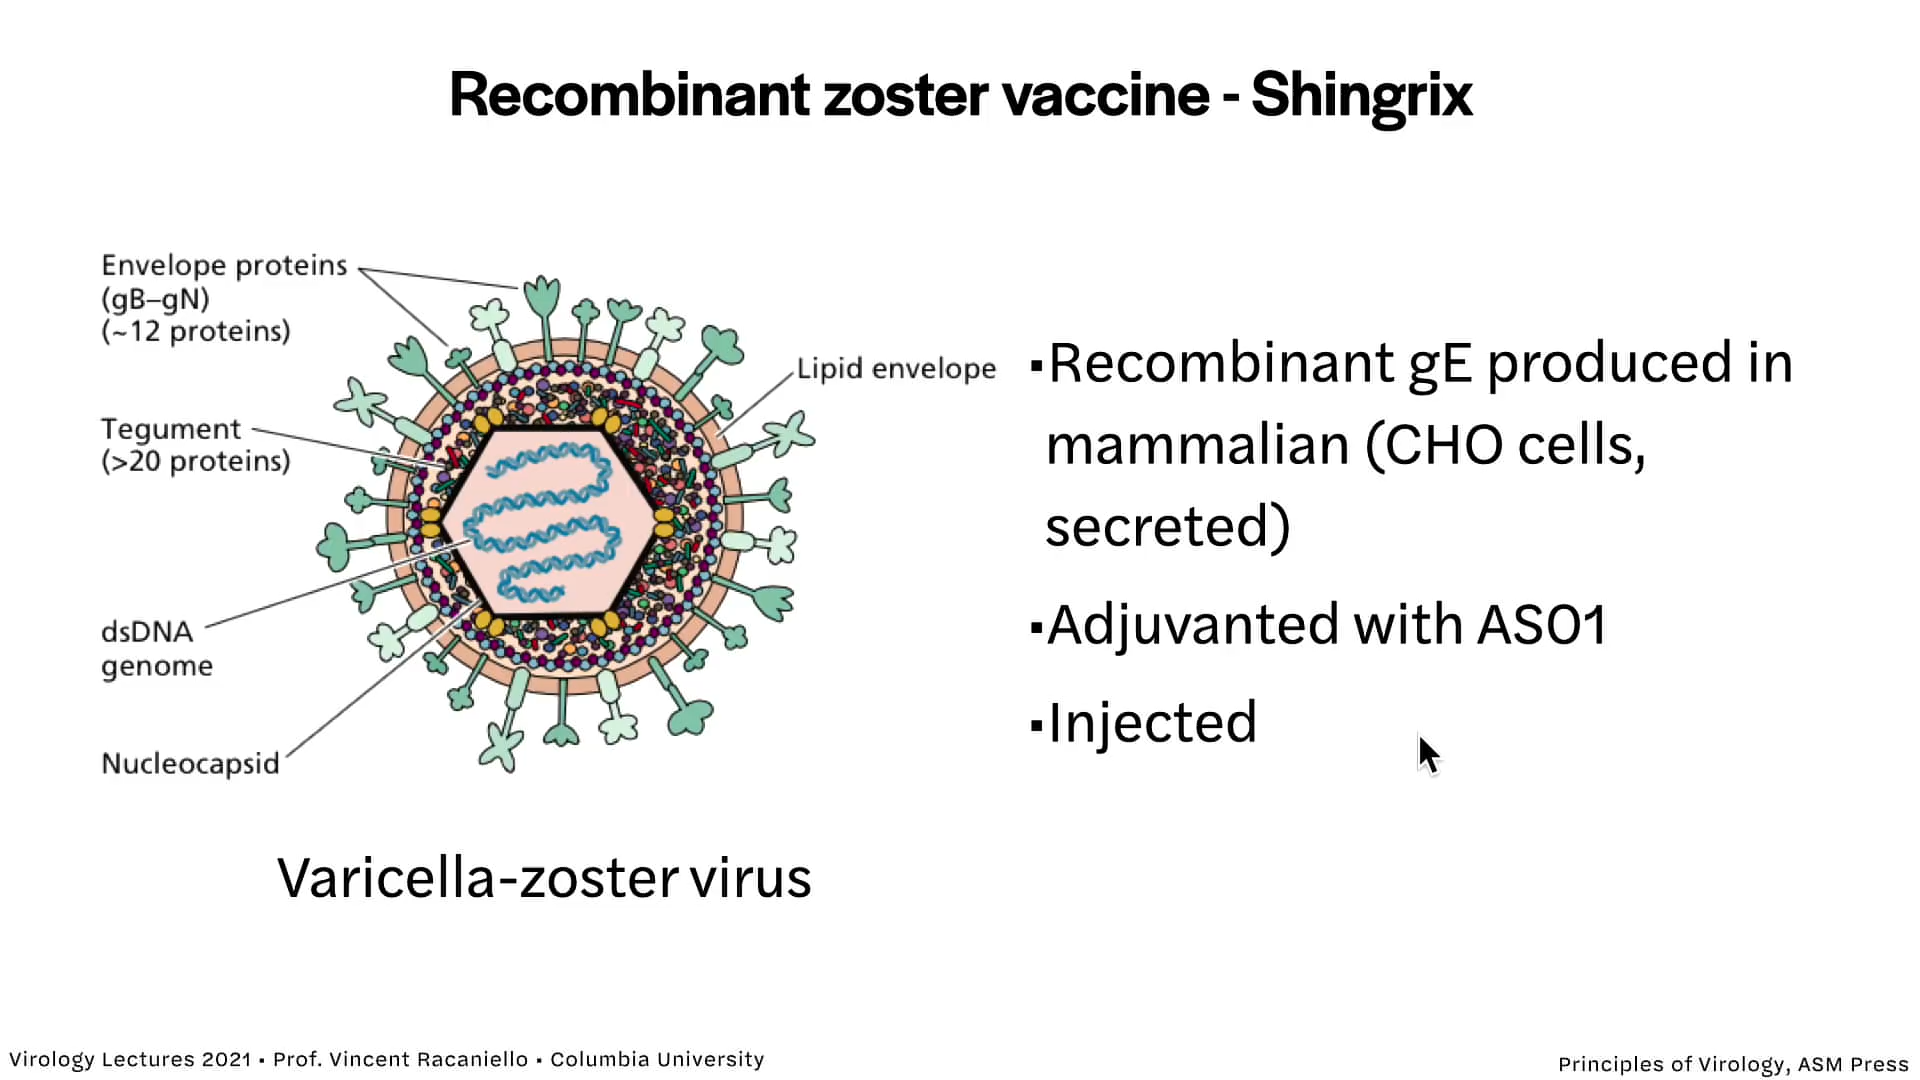 Recombinant zoster vaccine - Shingrix
Envelope proteins
(gB–gN)
(~12 proteins)
Tegument
(>20 proteins)
dsDNA
genome
Nucleocapsid
Lipid envelope
Varicella-zoster virus
▪Recombinant gE produced in
mammalian (CHO cells,
secreted)
▪Adjuvanted with ASO1
▪Injected
Virology Lectures 2021 • Prof. Vincent Racaniello • Columbia University
Principles of Virology, ASM Press